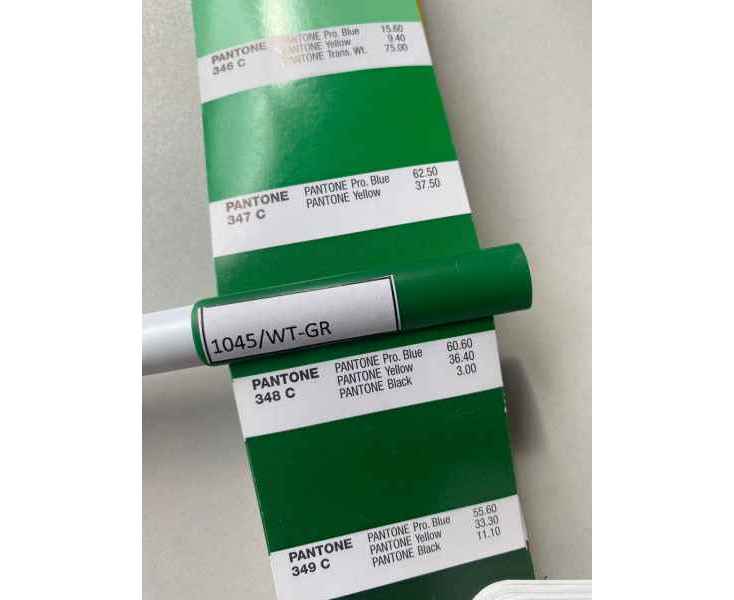 PANTONE
346 C
PANTONE Pro. Blue 15.60
PANTONE Yellow 9.40
PANTONE Trans. Wt. 75.00
PANTONE
347 C
PANTONE Pro. Blue 62.50
PANTONE Yellow 37.50
1045/WT-GR
PANTONE
348 C
PANTONE Pro. Blue 60.60
PANTONE Yellow 36.40
PANTONE Black 3.00
PANTONE
349 C
PANTONE Pro. Blue 55.60
PANTONE Yellow 33.30
PANTONE Black 11.10